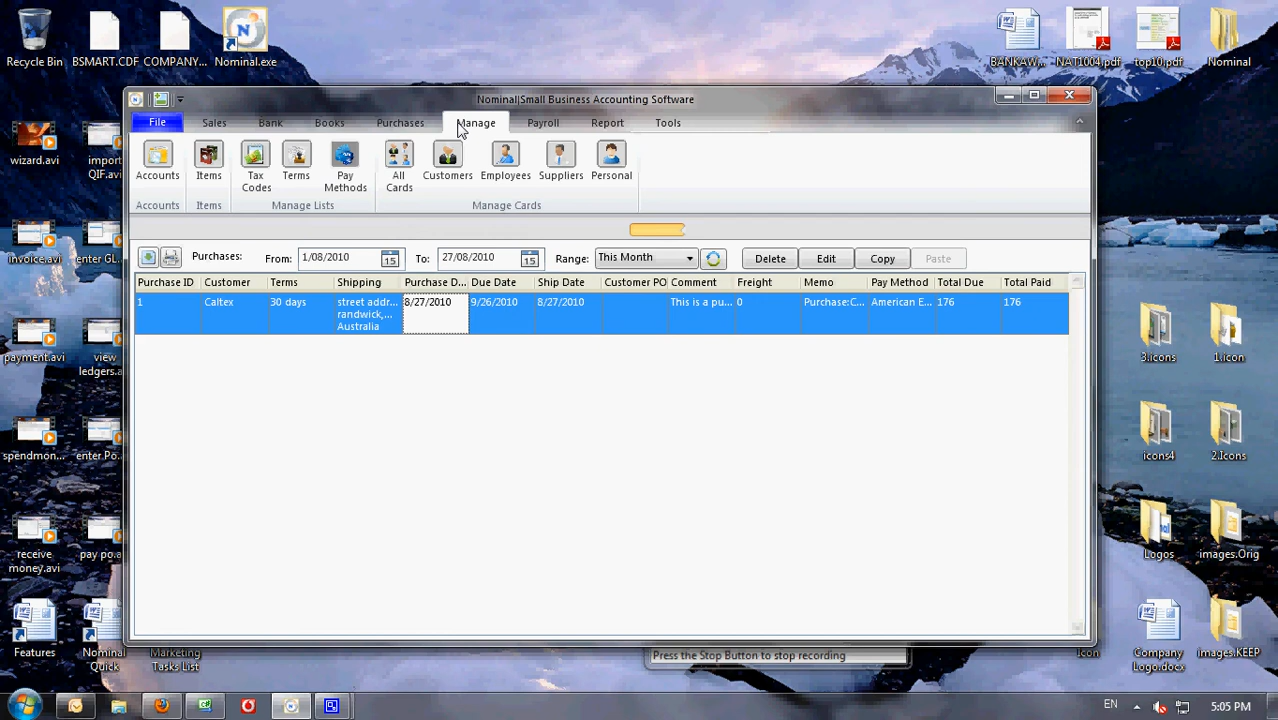 Recycle Bin
BSMART.CDF
COMPANY...
Nominal.exe
BANKAW...
NAT1004.pdf
top10.pdf
Nominal
Nominal|Small Business Accounting Software
File
Sales
Bank
Books
Purchases
Manage
Payroll
Report
Tools
Accounts
Items
Tax
Codes
Terms
Pay
Methods
All
Cards
Customers
Employees
Suppliers
Personal
Accounts
Items
Manage Lists
Manage Cards
Purchases:
From:
1/08/2010
15
To:
27/08/2010
15
Range:
This Month
Delete
Edit
Copy
Paste
Purchase ID
Customer
Terms
Shipping
Purchase D...
Due Date
Ship Date
Customer PO
Comment
Freight
Memo
Pay Method
Total Due
Total Paid
1
Caltex
30 days
street addr...
randwick,...
Australia
8/27/2010
9/26/2010
8/27/2010
This is a pu...
0
Purchase:C...
American E...
176
176
wizard.avi
import
QIF.avi
invoice.avi
enter GL...
payment.avi
view
ledgers.avi
spendmon...
enter Po...
receive
money.avi
pay po.a
Features
Nominal
Quick
Marketing
Tasks List
3.icons
1.icon
icons4
2.Icons
Logos
images.Orig
Icon
Company
Logo.docx
images.KEEP
Press the Stop Button to stop recording
EN
5:05 PM